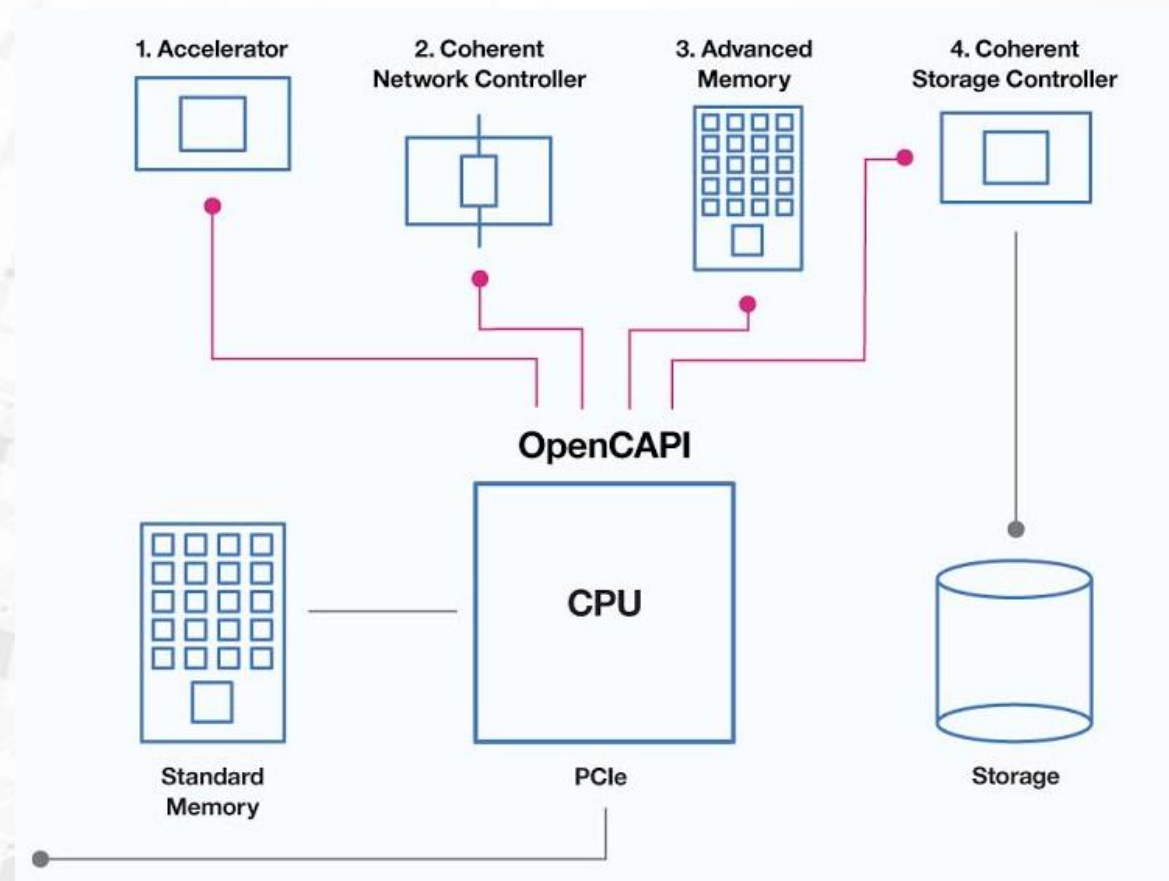 1. Accelerator
2. Coherent
Network Controller
3. Advanced
Memory
4. Coherent
Storage Controller
OpenCAPI
CPU
Standard
Memory
PCIe
Storage